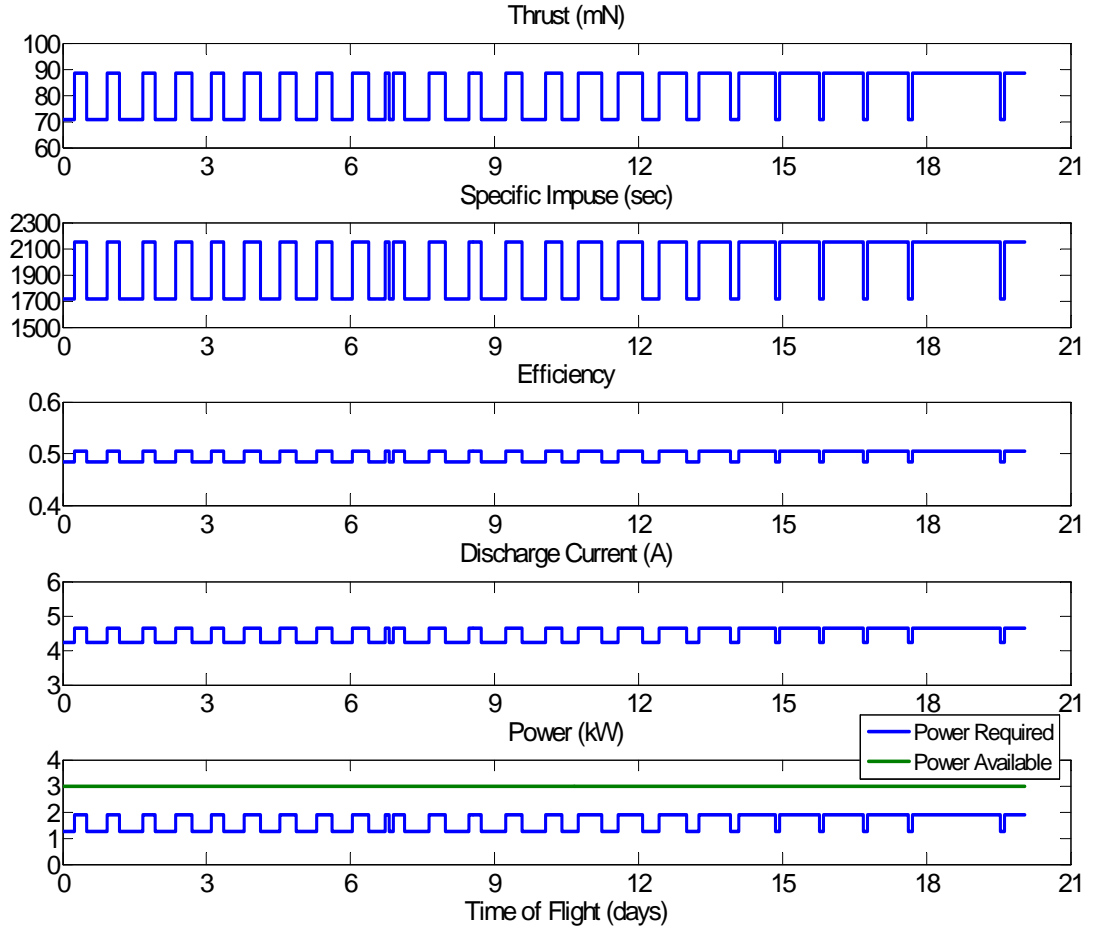 Thrust (mN)
100
90
80
70
60
0 3 6 9 12 15 18 21
Specific Impuse (sec)
2300
2100
1900
1700
1500
0 3 6 9 12 15 18 21
Efficiency
0.6
0.5
0.4
0 3 6 9 12 15 18 21
Discharge Current (A)
6
5
4
3
0 3 6 9 12 15 18 21
Power (kW)
Power Required
Power Available
4
3
2
1
0
0 3 6 9 12 15 18 21
Time of Flight (days)